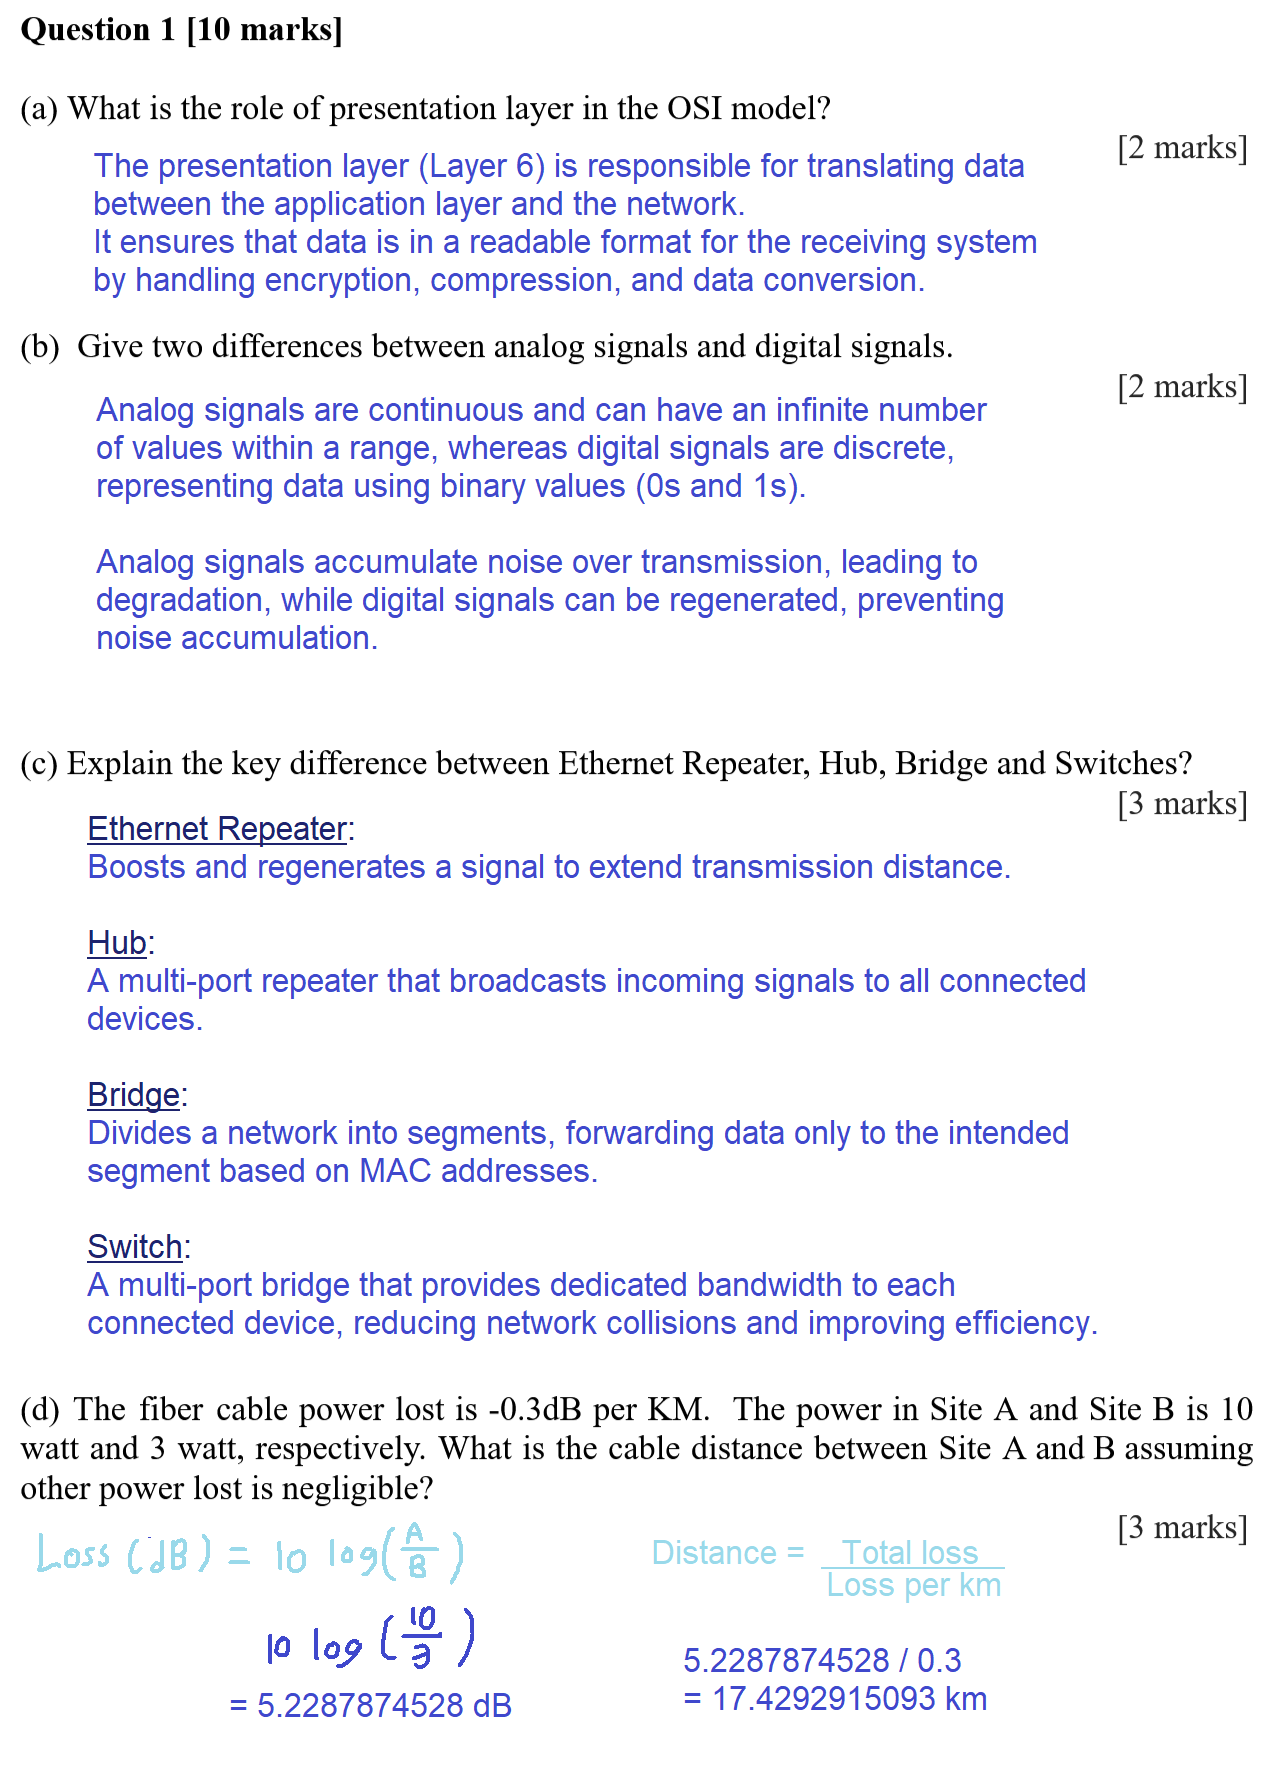 Question 1 [10 marks]
(a) What is the role of presentation layer in the OSI model?
[2 marks]
The presentation layer (Layer 6) is responsible for translating data
between the application layer and the network.
It ensures that data is in a readable format for the receiving system
by handling encryption, compression, and data conversion.
(b) Give two differences between analog signals and digital signals.
[2 marks]
Analog signals are continuous and can have an infinite number
of values within a range, whereas digital signals are discrete,
representing data using binary values (0s and 1s).
Analog signals accumulate noise over transmission, leading to
degradation, while digital signals can be regenerated, preventing
noise accumulation.
(c) Explain the key difference between Ethernet Repeater, Hub, Bridge and Switches?
[3 marks]
Ethernet Repeater:
Boosts and regenerates a signal to extend transmission distance.
Hub:
A multi-port repeater that broadcasts incoming signals to all connected
devices.
Bridge:
Divides a network into segments, forwarding data only to the intended
segment based on MAC addresses.
Switch:
A multi-port bridge that provides dedicated bandwidth to each
connected device, reducing network collisions and improving efficiency.
(d) The fiber cable power lost is -0.3dB per KM. The power in Site A and Site B is 10
watt and 3 watt, respectively. What is the cable distance between Site A and B assuming
other power lost is negligible?
[3 marks]
Loss (dB) = 10 log(A/B)
10 log (10/3)
= 5.2287874528 dB
Distance = Total loss
Loss per km
5.2287874528 / 0.3
= 17.4292915093 km